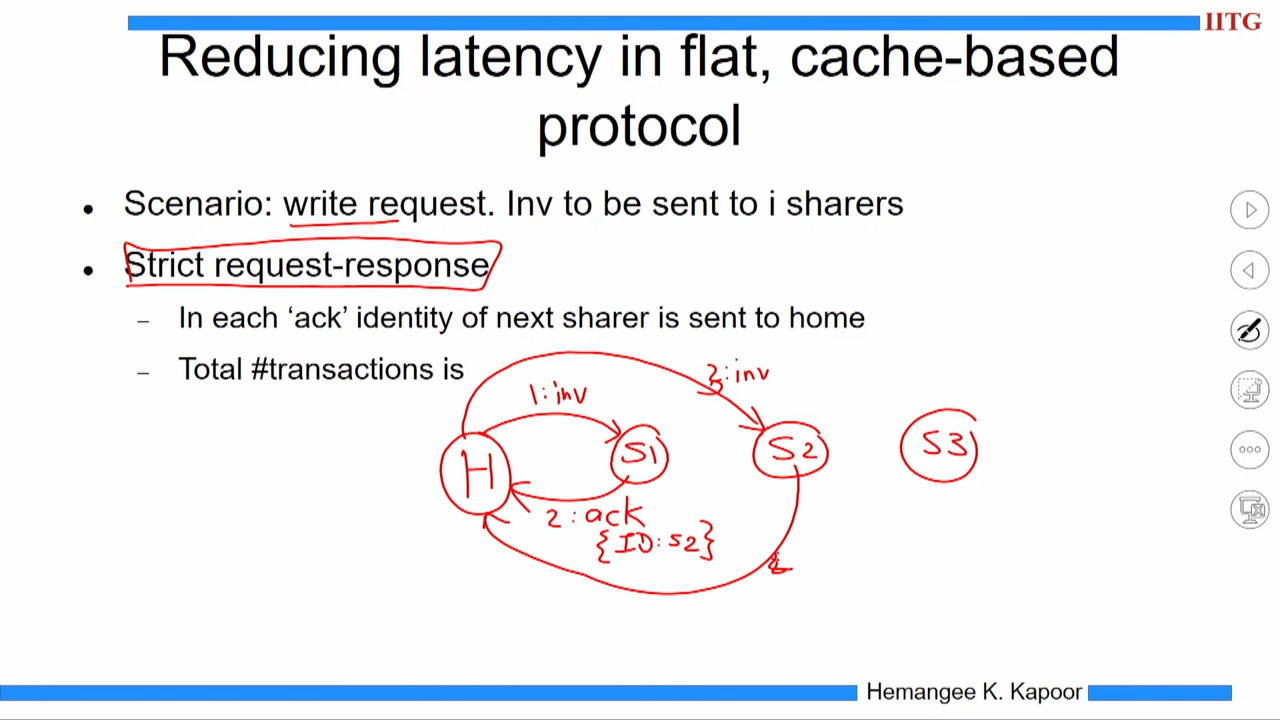 IITG
Reducing latency in flat, cache-based
protocol
• Scenario: write request. Inv to be sent to i sharers
• Strict request-response
– In each ‘ack’ identity of next sharer is sent to home
– Total #transactions is
3:inv
1:inv
H
S1
S2
S3
2:ack
{ID:S2}
Hemangee K. Kapoor